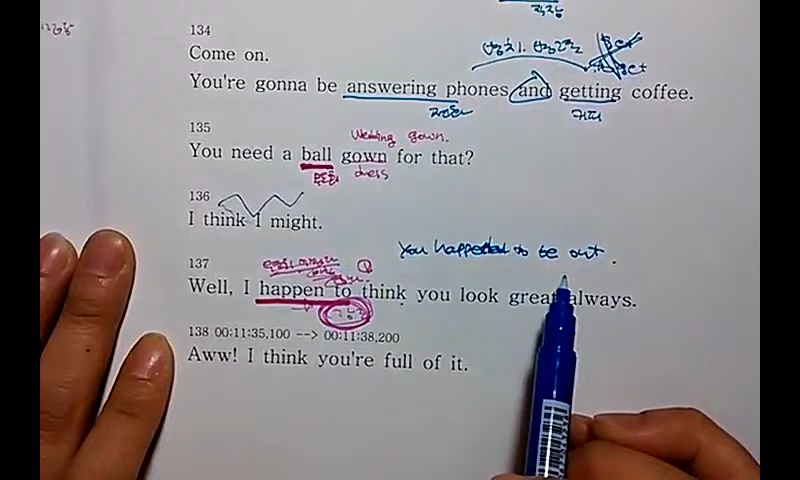 134
Come on.
You're gonna be answering phones and getting coffee.
커피
135
Wedding gown.
You need a ball gown for that?
dress
136
I think I might.
You happened to be out.
137
Well, I happen to think you look great always.
138 00:11:35,100 --> 00:11:38,200
Aww! I think you're full of it.